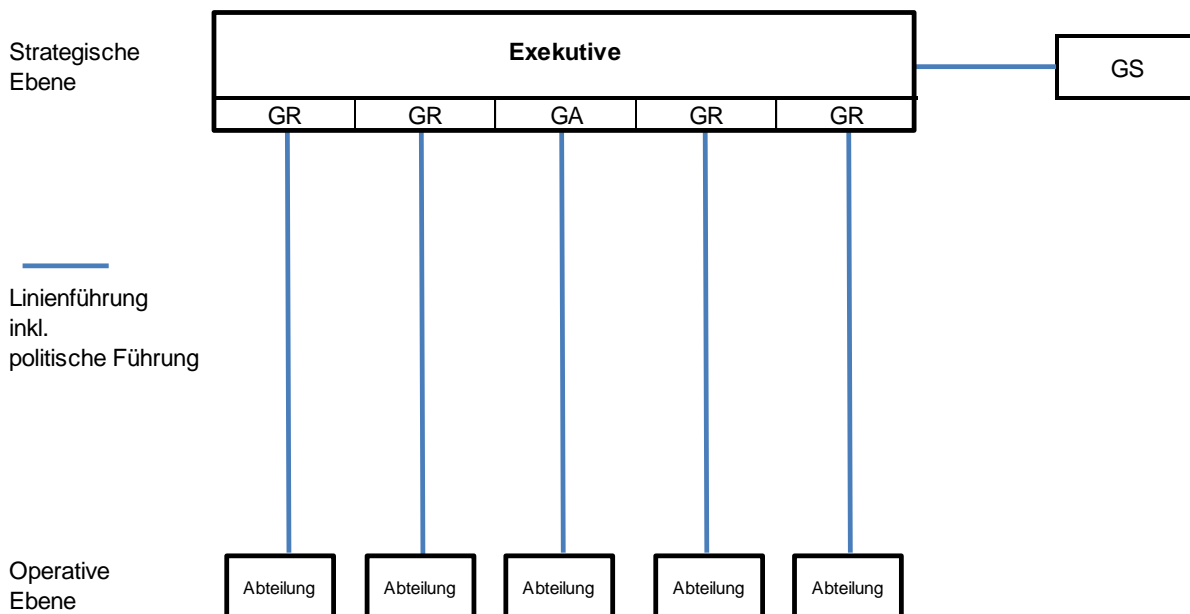 Strategische
Ebene
Exekutive
GS
GR GR GA GR GR
Linienführung
inkl.
politische Führung
Operative
Ebene
Abteilung Abteilung Abteilung Abteilung Abteilung